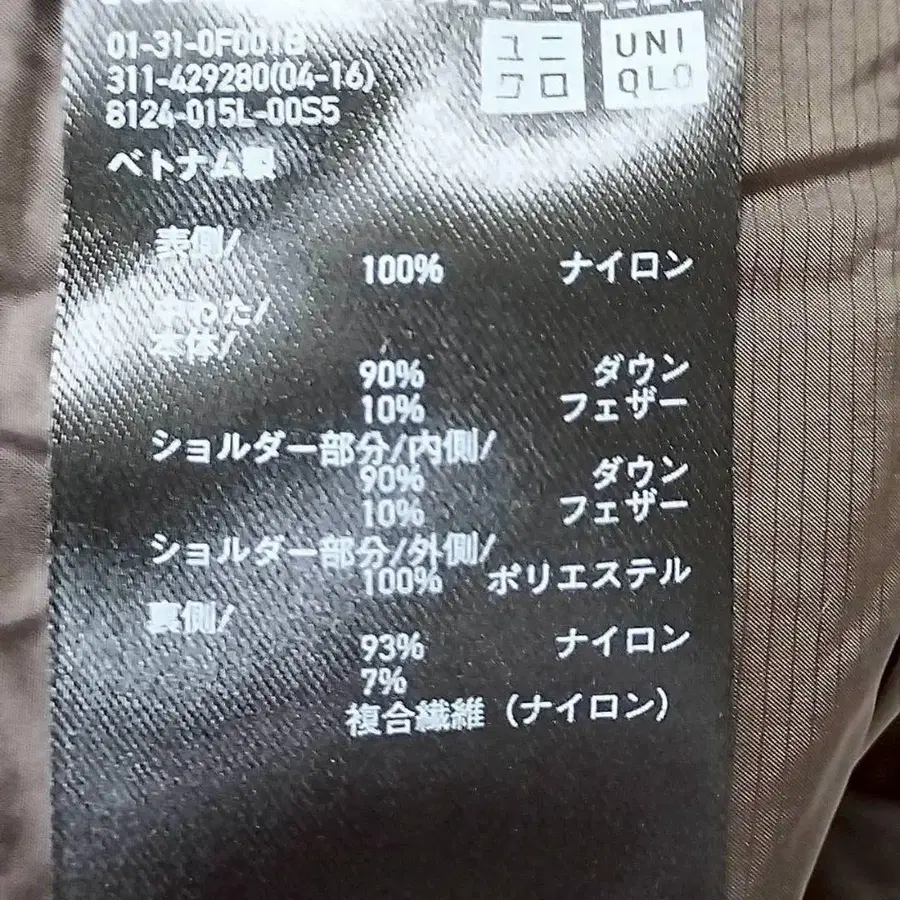 01-31-0F001B
311-429280(04-16)
8124-015L-00S5
ユニ
クロ
UNI
QLO
ベトナム製
表側/
100% ナイロン
中わた/
本体/
90% ダウン
10% フェザー
ショルダー部分/内側/
90% ダウン
10% フェザー
ショルダー部分/外側/
100% ポリエステル
裏側/
93% ナイロン
7%
複合繊維（ナイロン）